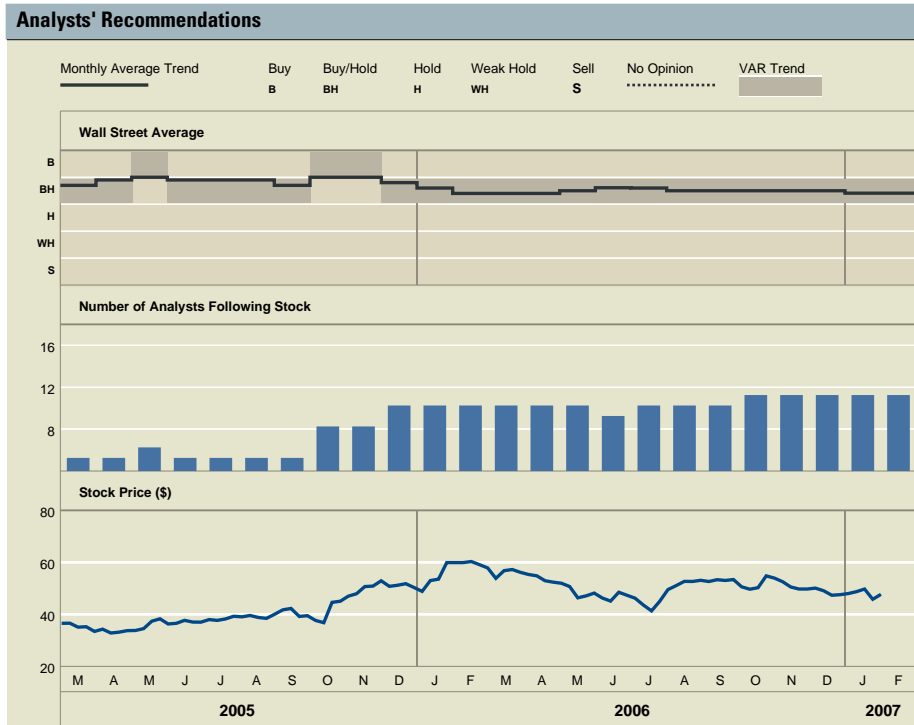 Analysts' Recommendations
Monthly Average Trend Buy Buy/Hold Hold Weak Hold Sell No Opinion VAR Trend
B BH H WH S
Wall Street Average
B
BH
H
WH
S
Number of Analysts Following Stock
16
12
8
Stock Price ($)
80
60
40
20
M A M J J A S O N D J F M A M J J A S O N D J F
2005 2006 2007